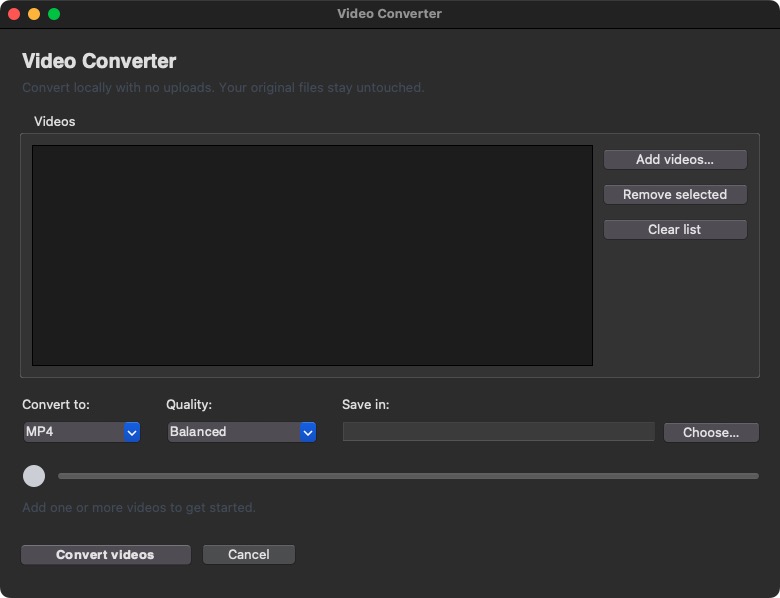 Video Converter
Video Converter
Convert locally with no uploads. Your original files stay untouched.
Videos
Add videos...
Remove selected
Clear list
Convert to:
Quality:
Save in:
MP4
Balanced
Choose...
Add one or more videos to get started.
Convert videos
Cancel